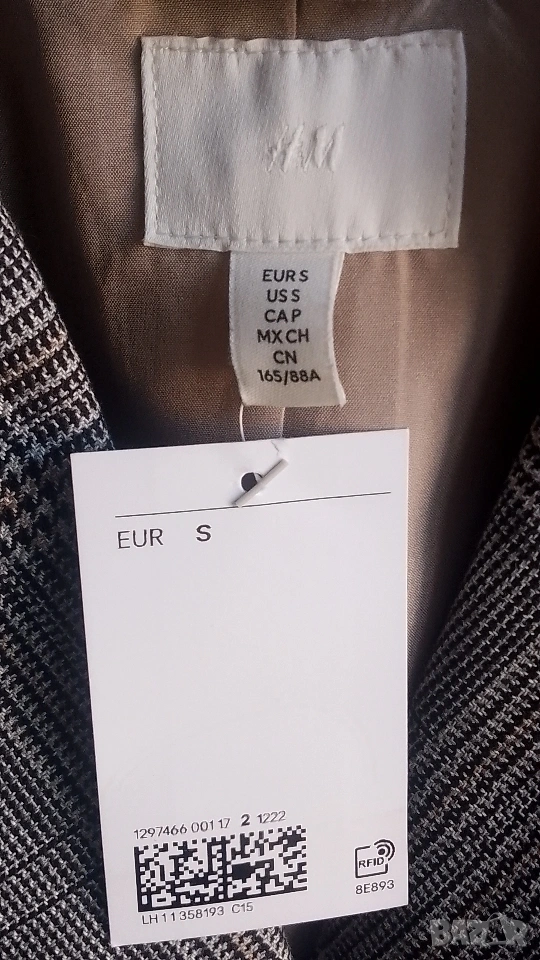 H&M
EUR S
US S
CA P
MX CH
CN
165/88A
EUR S
1297466 001 17 2 1222
LH 11 358193 C15
RFID
8E893
BAZAR